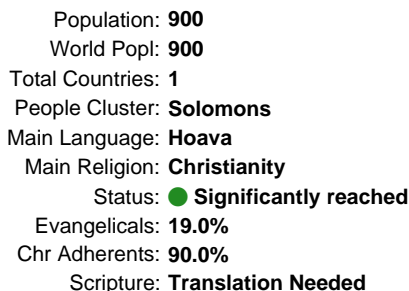 Population: 900
World Popl: 900
Total Countries: 1
People Cluster: Solomons
Main Language: Hoava
Main Religion: Christianity
Status: Significantly reached
Evangelicals: 19.0%
Chr Adherents: 90.0%
Scripture: Translation Needed